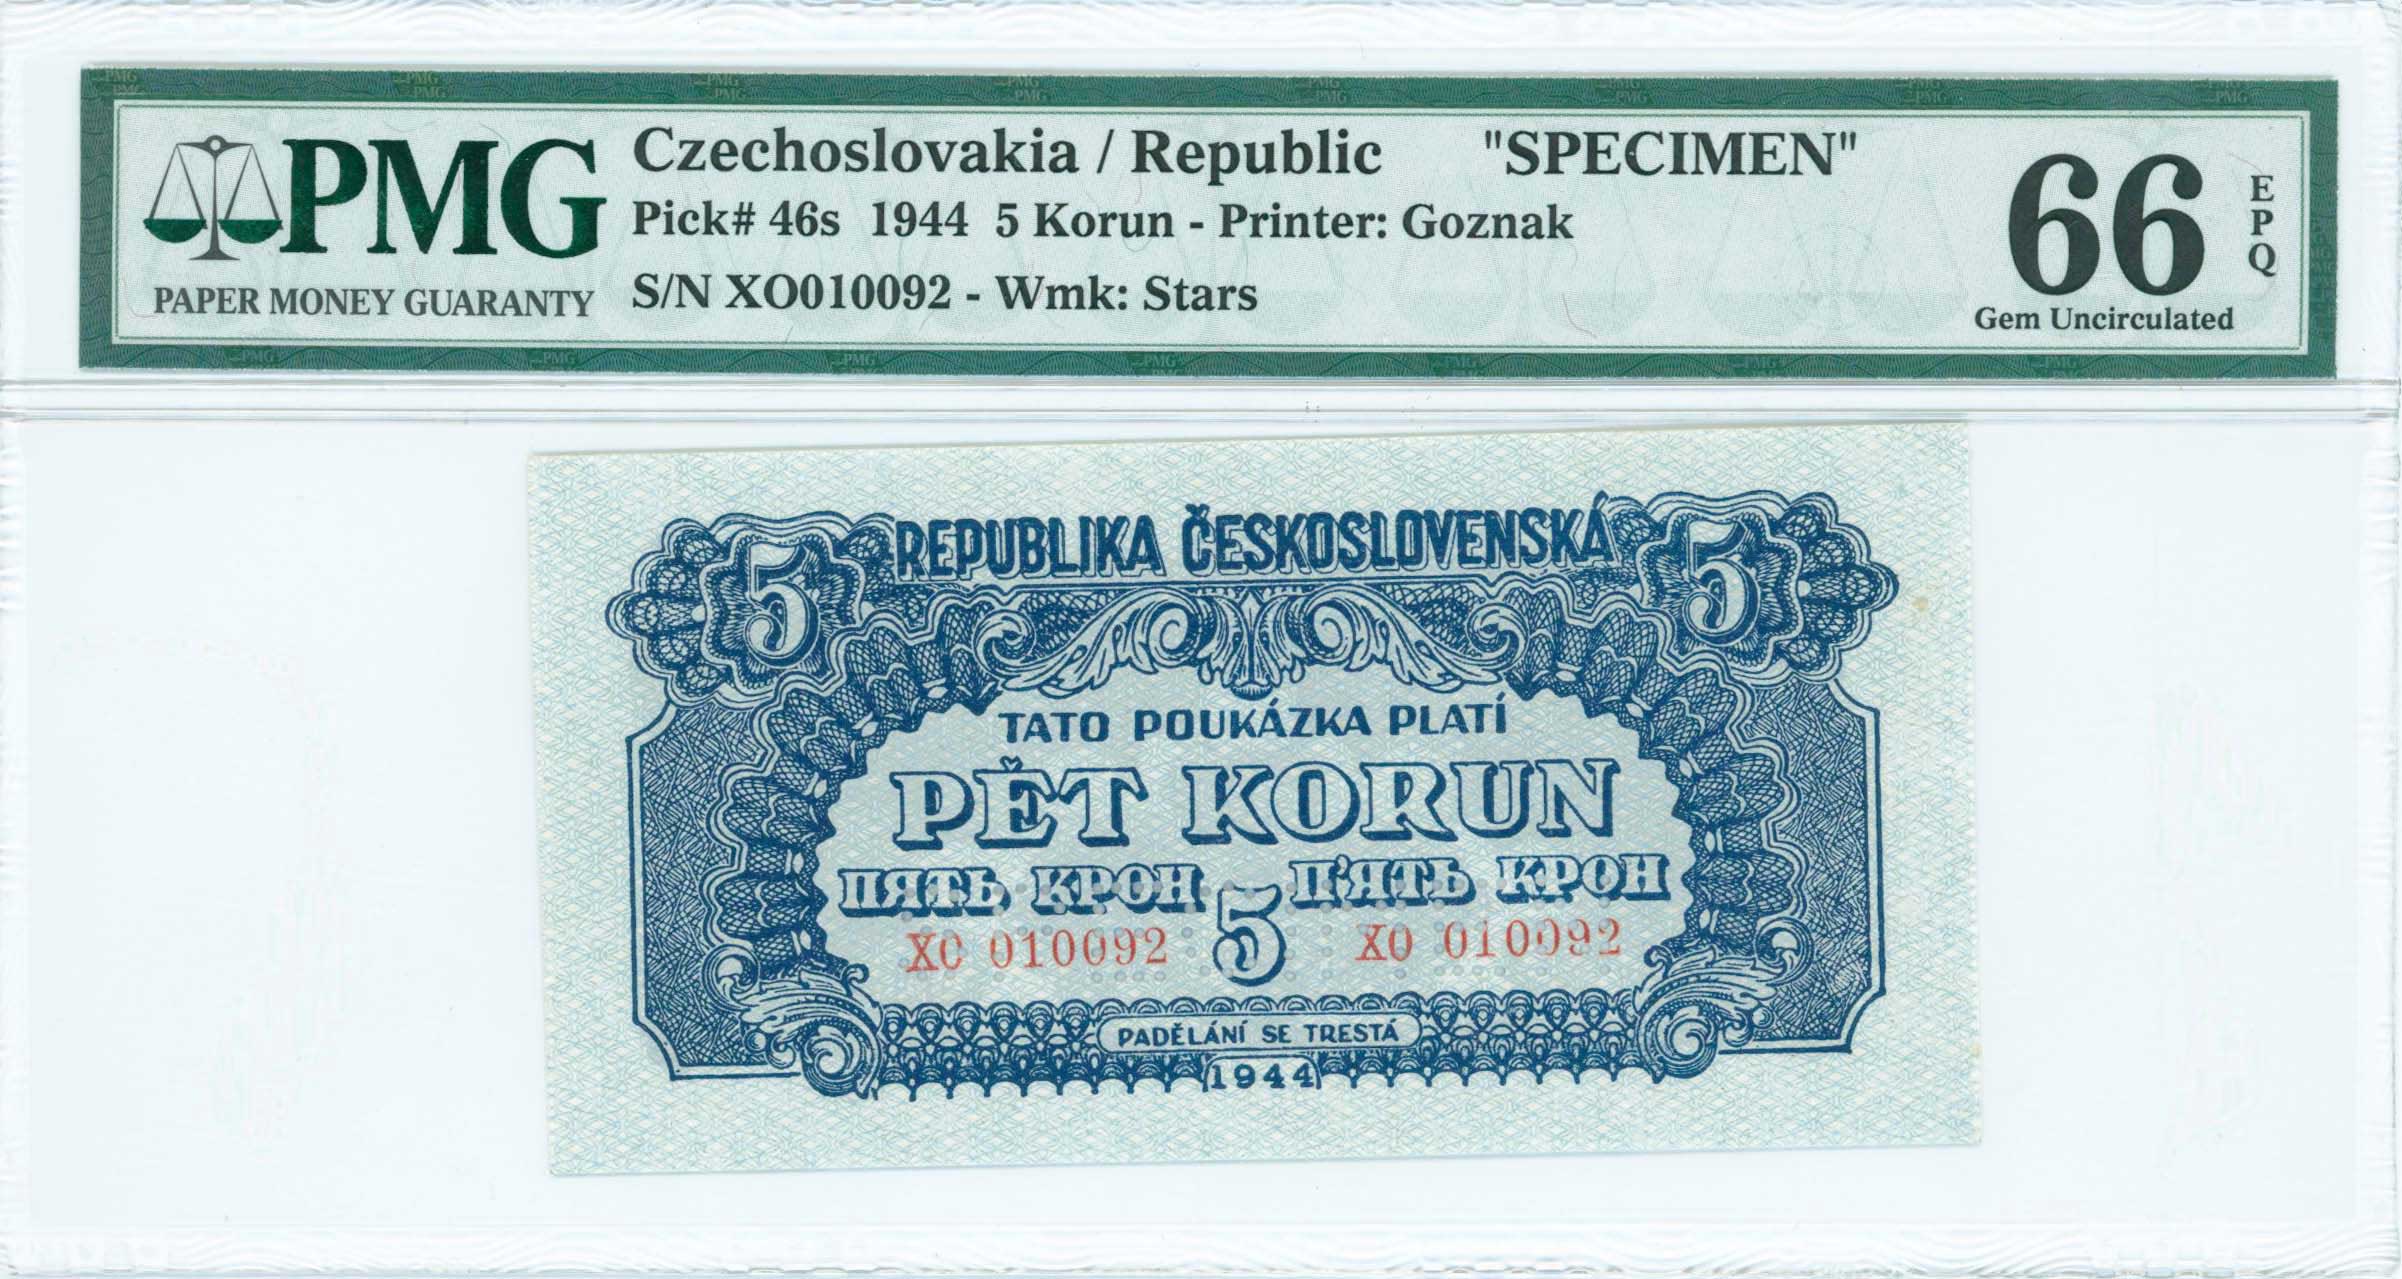 PMG
PAPER MONEY GUARANTY
Czechoslovakia / Republic "SPECIMEN"
Pick# 46s 1944 5 Korun - Printer: Goznak
S/N XO010092 - Wmk: Stars
66
EPQ
Gem Uncirculated
5 REPUBLIKA ČESKOSLOVENSKÁ 5
TATO POUKÁZKA PLATÍ
PĚT KORUN
ПЯТЬ КРОН П'ЯТЬ КРОН
XO 010092 5 XO 010092
PADĚLÁNÍ SE TRESTÁ
1944